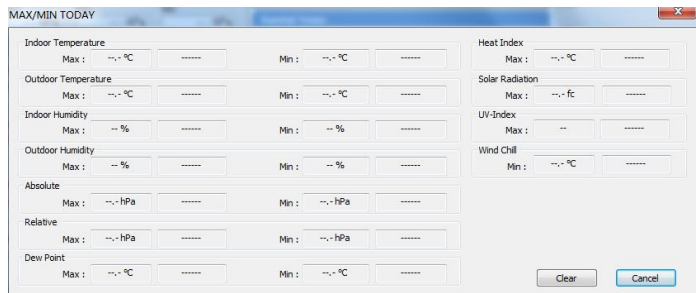 MAX/MIN TODAY
Indoor Temperature
Max : --.- ºC ------ Min : --.- ºC ------
Outdoor Temperature
Max : --.- ºC ------ Min : --.- ºC ------
Indoor Humidity
Max : -- % ------ Min : -- % ------
Outdoor Humidity
Max : -- % ------ Min : -- % ------
Absolute
Max : --.- hPa ------ Min : --.- hPa ------
Relative
Max : --.- hPa ------ Min : --.- hPa ------
Dew Point
Max : --.- ºC ------ Min : --.- ºC ------
Heat Index
Max : --.- ºC ------
Solar Radiation
Max : --.- fc ------
UV-Index
Max : -- ------
Wind Chill
Min : --.- ºC ------
Clear Cancel